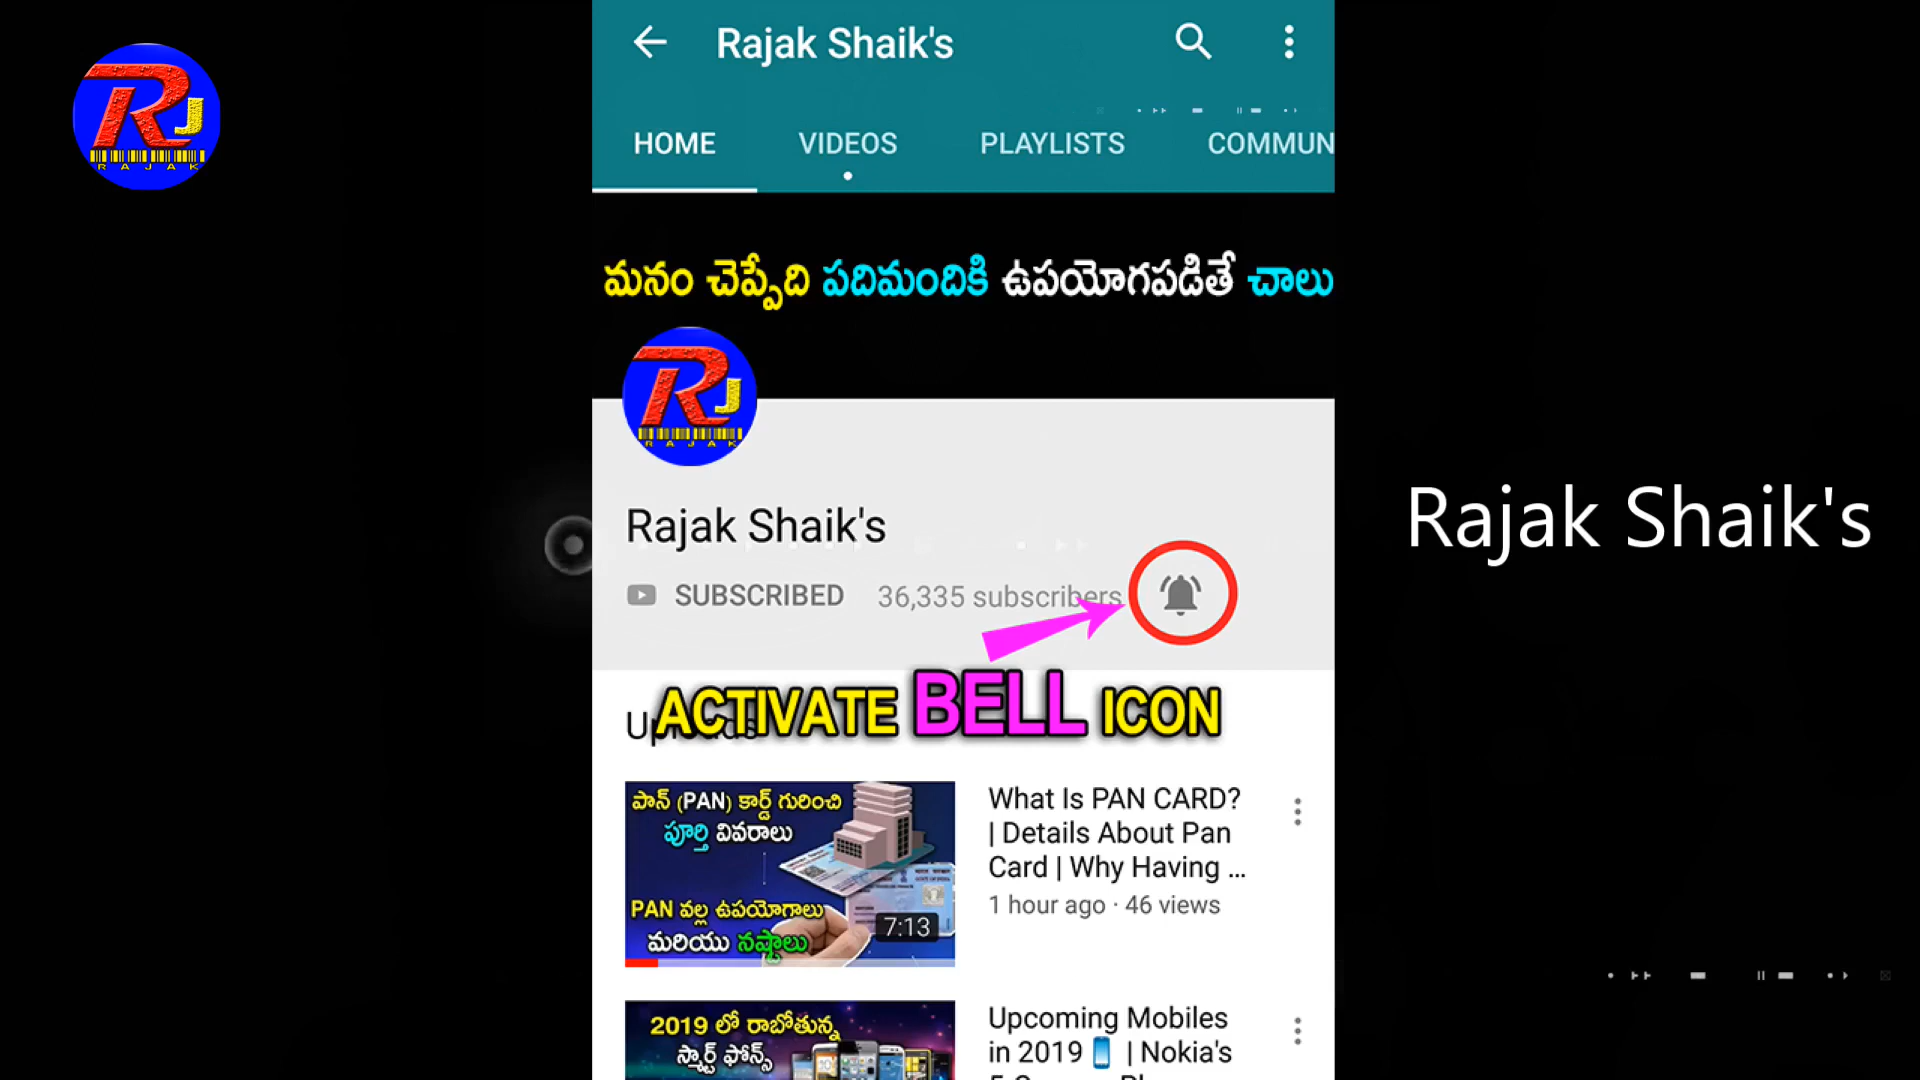 RJ
RAJAK
Rajak Shaik's
HOME VIDEOS PLAYLISTS COMMUN
మనం చెప్పేది పదిమందికి ఉపయోగపడితే చాలు
RJ
RAJAK
Rajak Shaik's
SUBSCRIBED 36,335 subscribers
Rajak Shaik's
ACTIVATE BELL ICON
పాన్ (PAN) కార్డ్ గురించి
పూర్తి వివరాలు
PAN వల్ల ఉపయోగాలు
మరియు నష్టాలు
7:13
What Is PAN CARD?
| Details About Pan
Card | Why Having ...
1 hour ago · 46 views
2019 లో రాబోతున్న
స్మార్ట్ ఫోన్స్
Upcoming Mobiles
in 2019 | Nokia's